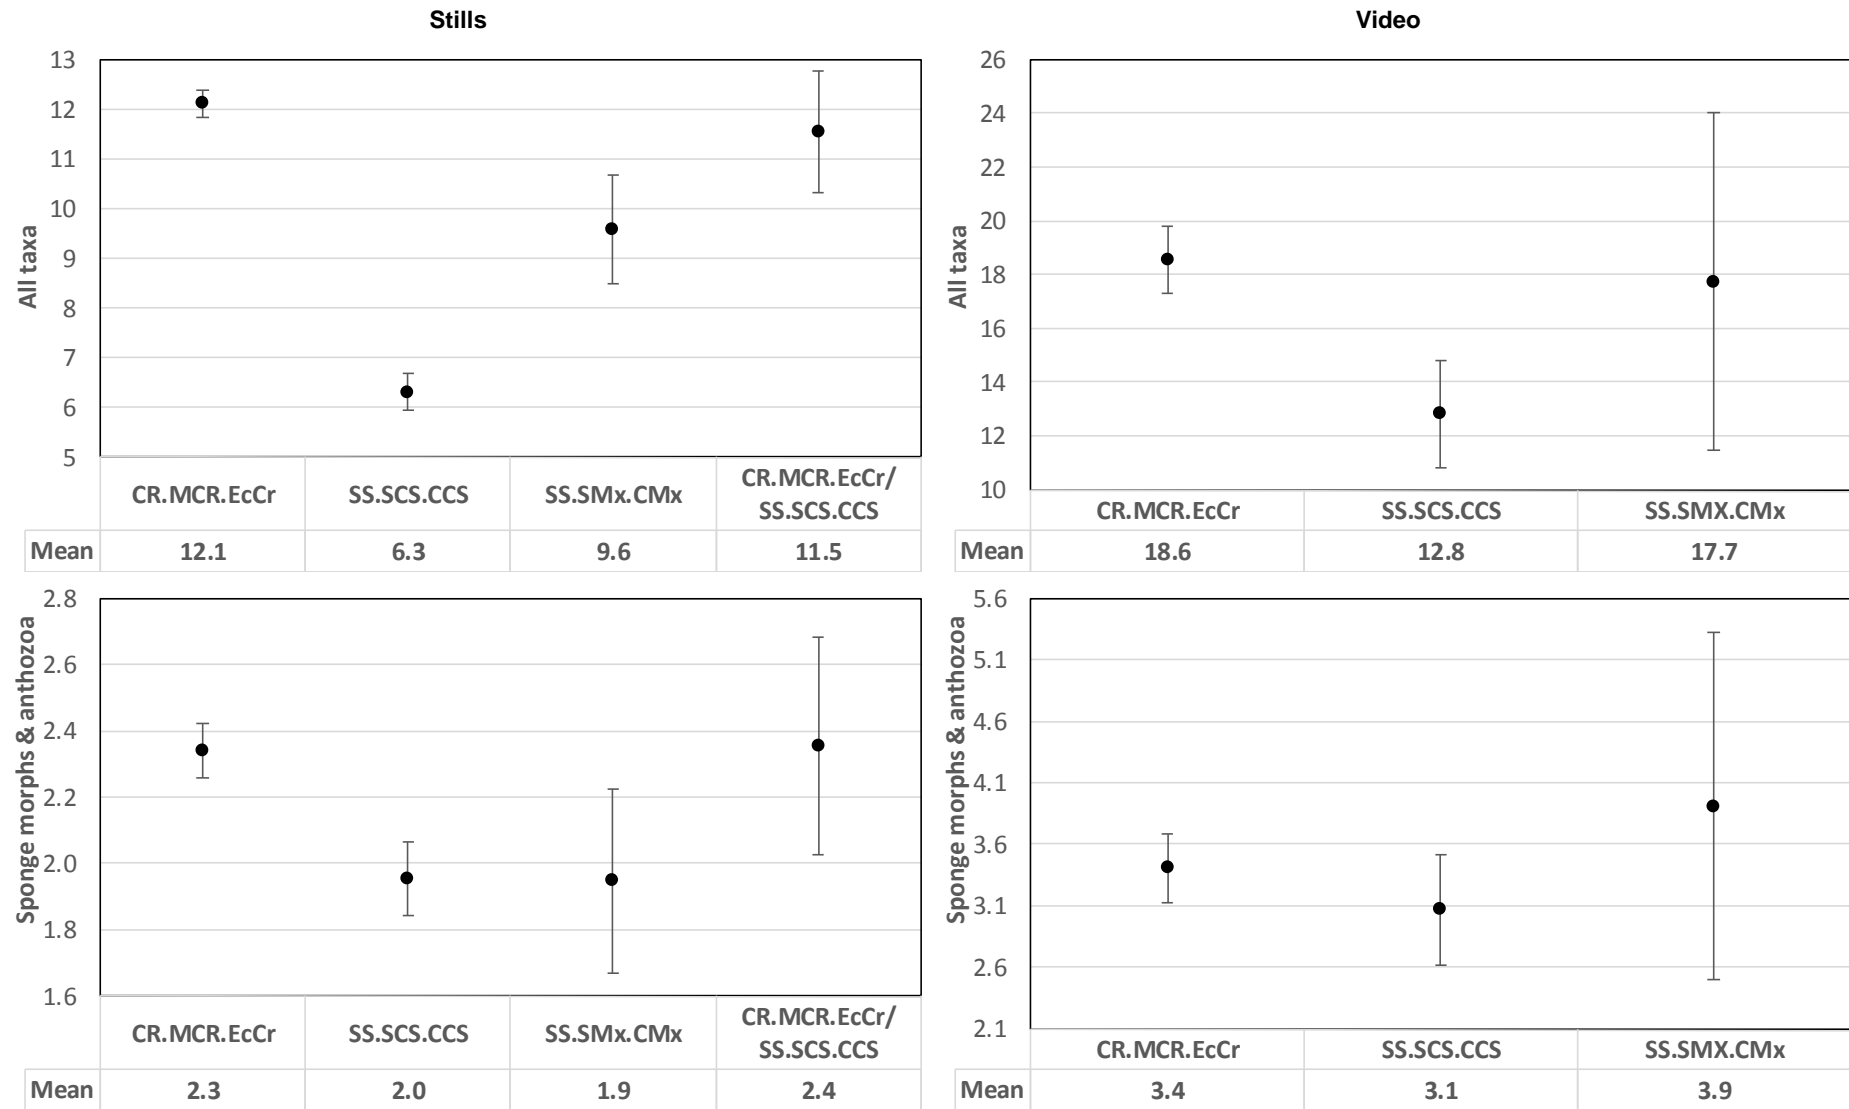 Stills
All taxa
13
12
11
10
9
8
7
6
5
CR.MCR.EcCr SS.SCS.CCS SS.SMx.CMx CR.MCR.EcCr/
SS.SCS.CCS
Mean 12.1 6.3 9.6 11.5
Video
All taxa
26
24
22
20
18
16
14
12
10
CR.MCR.EcCr SS.SCS.CCS SS.SMX.CMx
Mean 18.6 12.8 17.7
Sponge morphs & anthozoa
2.8
2.6
2.4
2.2
2.0
1.8
1.6
CR.MCR.EcCr SS.SCS.CCS SS.SMx.CMx CR.MCR.EcCr/
SS.SCS.CCS
Mean 2.3 2.0 1.9 2.4
Sponge morphs & anthozoa
5.6
5.1
4.6
4.1
3.6
3.1
2.6
2.1
CR.MCR.EcCr SS.SCS.CCS SS.SMX.CMx
Mean 3.4 3.1 3.9